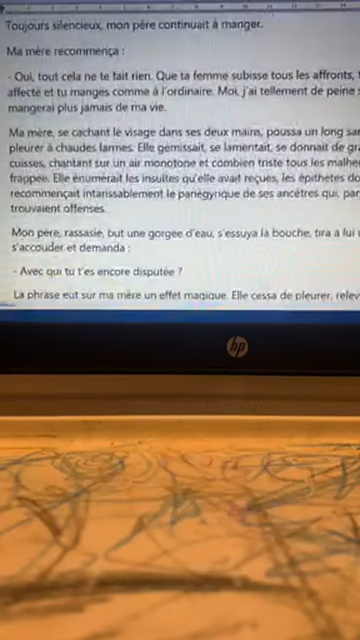 Toujours silencieux, mon père continuait à manger.
Ma mère recommença :
- Oui, tout cela ne te fait rien. Que ta femme subisse tous les affronts,
affecté et tu manges comme à l'ordinaire. Moi, j'ai tellement de peine
mangerai plus jamais de ma vie.
Ma mère, se cachant le visage dans ses deux mains, poussa un long
pleurer à chaudes larmes. Elle gémissait, se lamentait, se donnait de
cuisses, chantant sur un air monotone et combien triste tous les
frappée. Elle énumérait les insultes qu'elle avait reçues, les épithètes
recommençait intarissablement le panégyrique de ses ancêtres qui, par
trouvaient offensés.
Mon père, rassasié, but une gorgée d'eau, s'essuya la bouche, tira à lui
s'accouder et demanda :
- Avec qui t'es encore disputée ?
La phrase eut sur ma mère un effet magique. Elle cessa de pleurer,
hp